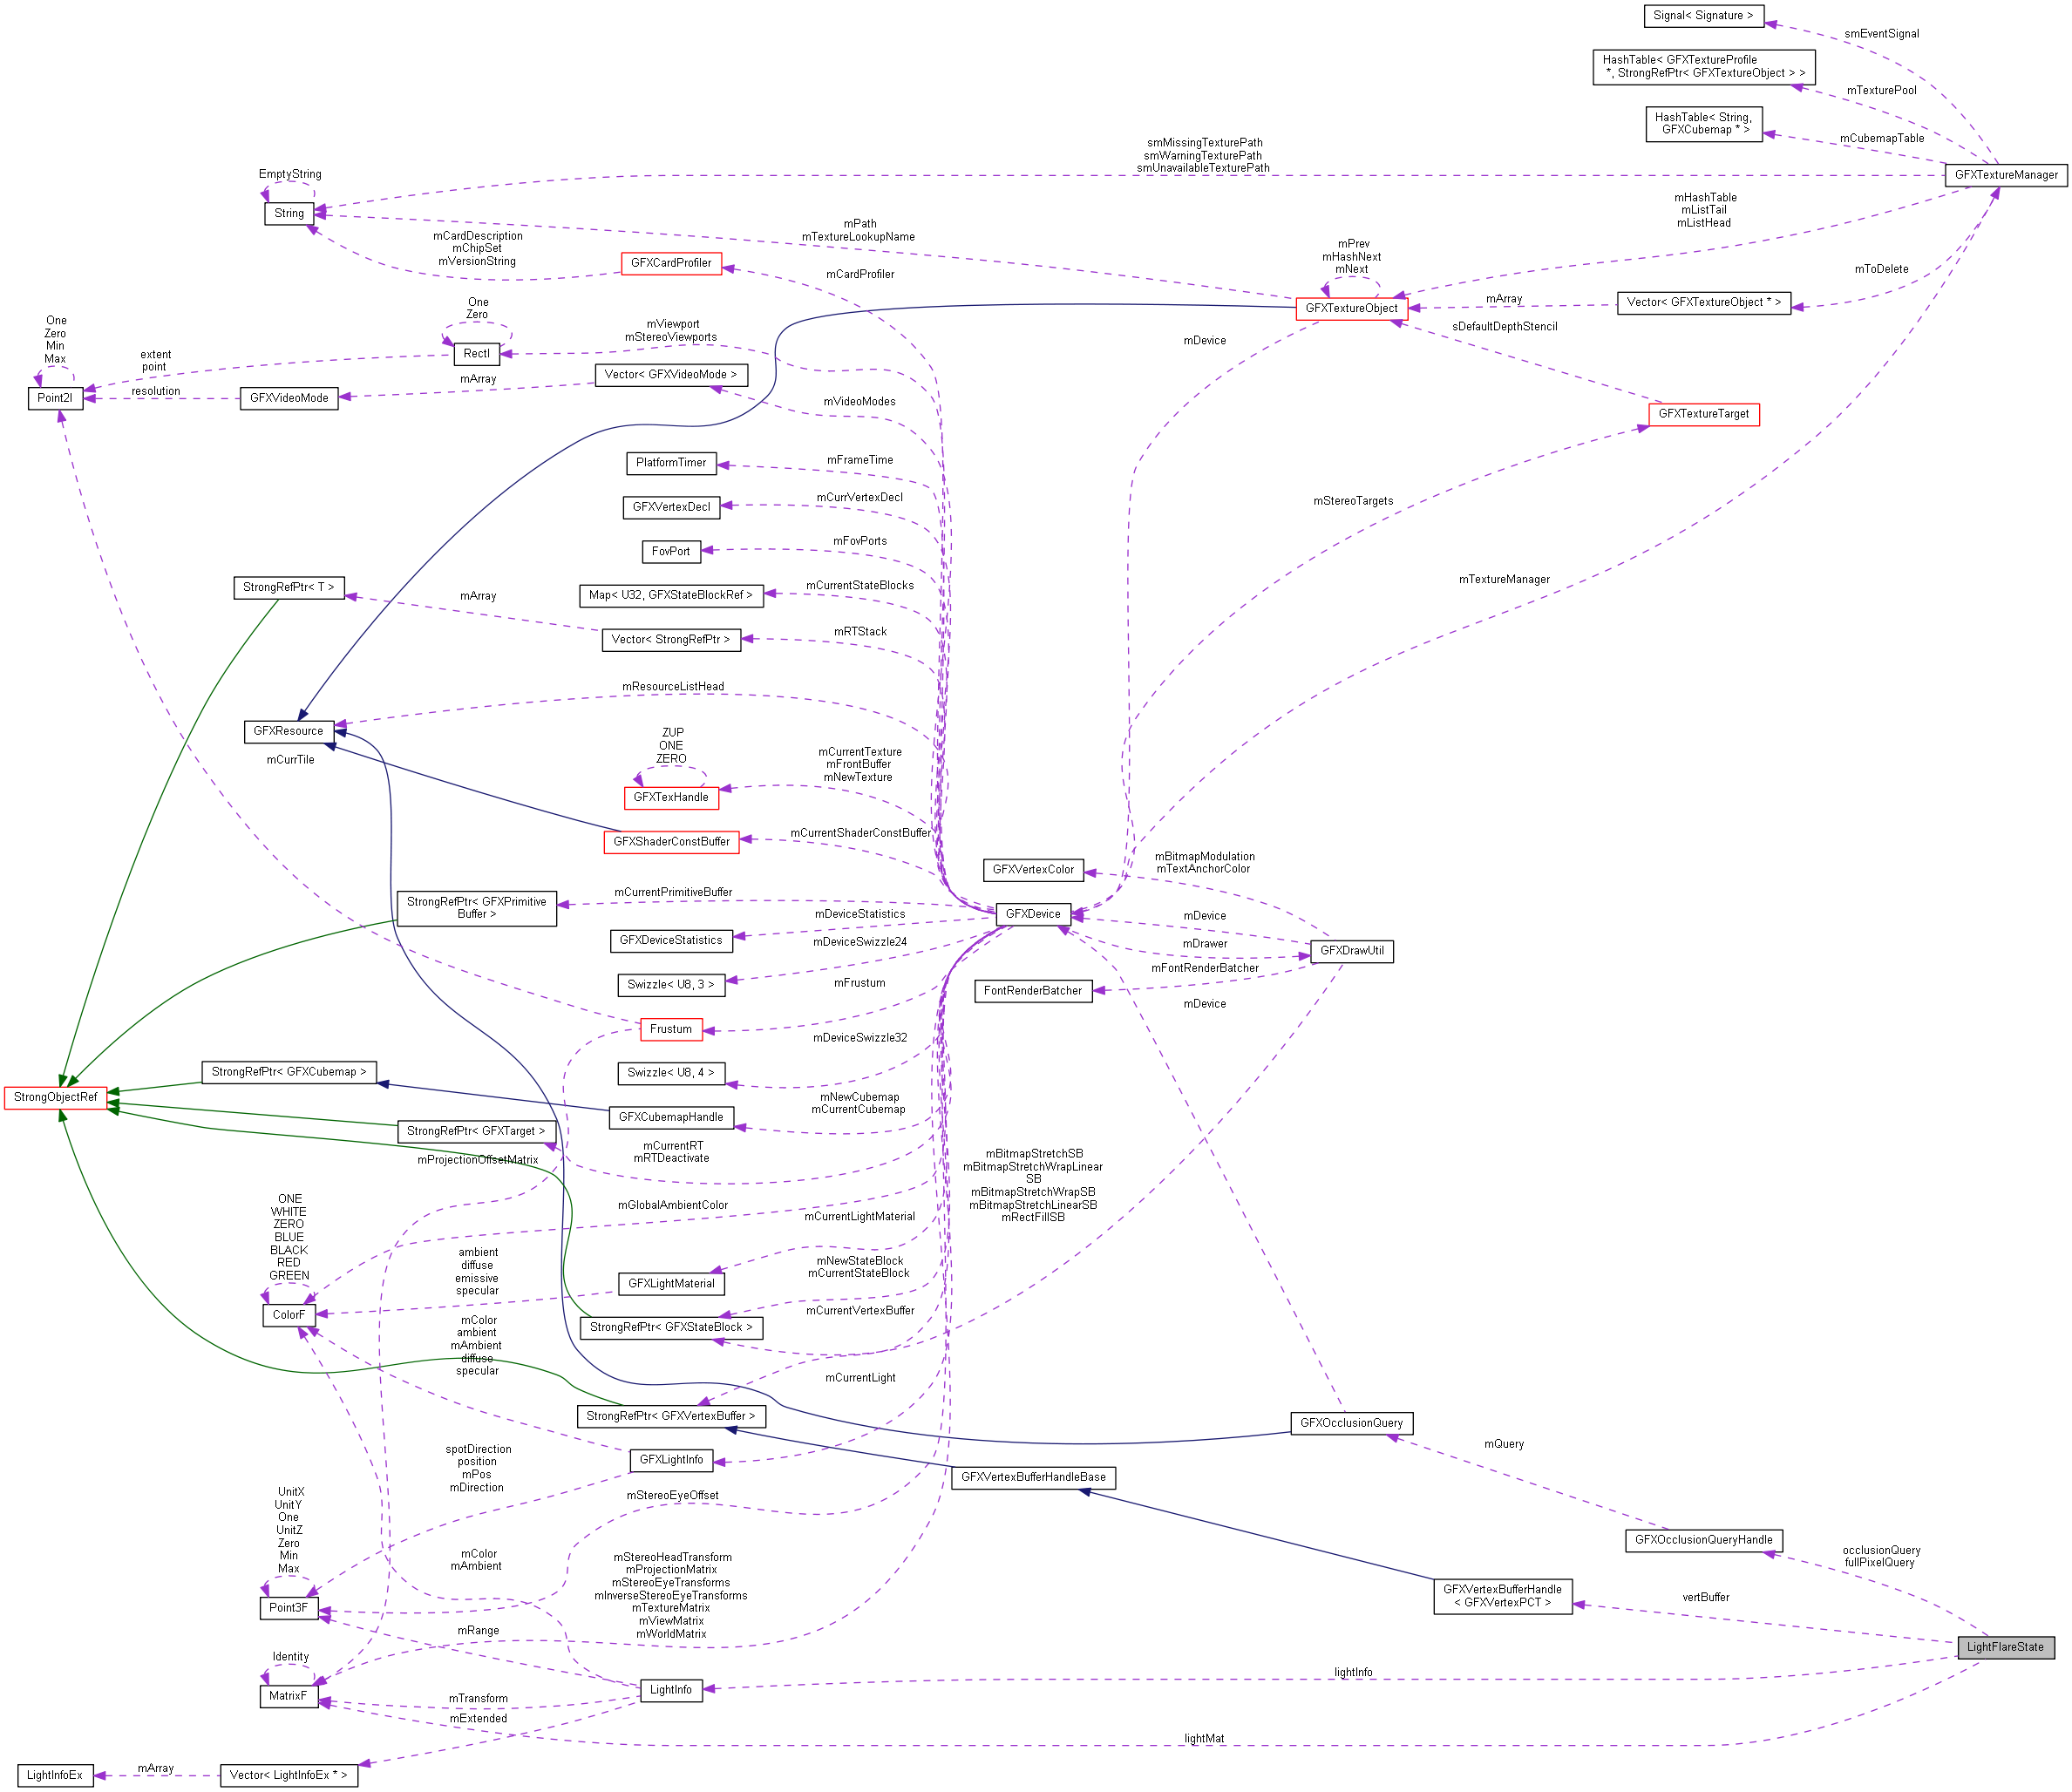 Signal< Signature >
smEventSignal
HashTable< GFXTextureProfile
*, StrongRefPtr< GFXTextureObject > >
mTexturePool
HashTable< String,
GFXCubemap * >
mCubemapTable
smMissingTexturePath
smWarningTexturePath
smUnavailableTexturePath
GFXTextureManager
EmptyString
String
mHashTable
mListTail
mListHead
mPath
mTextureLookupName
mCardDescription
mChipSet
mVersionString
GFXCardProfiler
mCardProfiler
mPrev
mHashNext
mNext
mToDelete
GFXTextureObject
mArray
Vector< GFXTextureObject * >
One
Zero
Min
Max
One
Zero
mViewport
mStereoViewports
mDevice
sDefaultDepthStencil
extent
point
RectI
Point2I
resolution
GFXVideoMode
mArray
Vector< GFXVideoMode >
mVideoModes
GFXTextureTarget
PlatformTimer
mFrameTime
GFXVertexDecl
mCurrVertexDecl
mStereoTargets
FovPort
mFovPorts
StrongRefPtr< T >
mArray
Map< U32, GFXStateBlockRef >
mCurrentStateBlocks
mTextureManager
Vector< StrongRefPtr >
mRTStack
mResourceListHead
GFXResource
mCurrTile
ZUP
ONE
ZERO
GFXTexHandle
mCurrentTexture
mFrontBuffer
mNewTexture
GFXShaderConstBuffer
mCurrentShaderConstBuffer
GFXVertexColor
mBitmapModulation
mTextAnchorColor
StrongRefPtr< GFXPrimitive
Buffer >
mCurrentPrimitiveBuffer
GFXDevice
mDevice
GFXDeviceStatistics
mDeviceStatistics
mDrawer
GFXDrawUtil
Swizzle< U8, 3 >
mDeviceSwizzle24
mFontRenderBatcher
FontRenderBatcher
mFrustum
mDevice
Frustum
mDeviceSwizzle32
StrongRefPtr< GFXCubemap >
Swizzle< U8, 4 >
StrongObjectRef
GFXCubemapHandle
mNewCubemap
mCurrentCubemap
StrongRefPtr< GFXTarget >
mCurrentRT
mRTDeactivate
mProjectionOffsetMatrix
mBitmapStretchSB
mBitmapStretchWrapLinear
SB
mBitmapStretchWrapSB
mBitmapStretchLinearSB
mRectFillSB
ONE
WHITE
ZERO
BLUE
BLACK
RED
GREEN
mGlobalAmbientColor
mCurrentLightMaterial
ambient
diffuse
emissive
specular
GFXLightMaterial
mNewStateBlock
mCurrentStateBlock
ColorF
mCurrentVertexBuffer
StrongRefPtr< GFXStateBlock >
mColor
ambient
mAmbient
diffuse
specular
mCurrentLight
StrongRefPtr< GFXVertexBuffer >
GFXOcclusionQuery
GFXLightInfo
mQuery
spotDirection
position
mPos
mDirection
GFXVertexBufferHandleBase
UnitX
UnitY
One
UnitZ
Zero
Min
Max
mStereoEyeOffset
GFXOcclusionQueryHandle
occlusionQuery
fullPixelQuery
mColor
mAmbient
mStereoHeadTransform
mProjectionMatrix
mStereoEyeTransforms
mInverseStereoEyeTransforms
mTextureMatrix
mViewMatrix
mWorldMatrix
GFXVertexBufferHandle
< GFXVertexPCT >
vertBuffer
Point3F
mRange
LightFlareState
Identity
MatrixF
mTransform
mExtended
LightInfo
lightInfo
lightMat
LightInfoEx
mArray
Vector< LightInfoEx * >